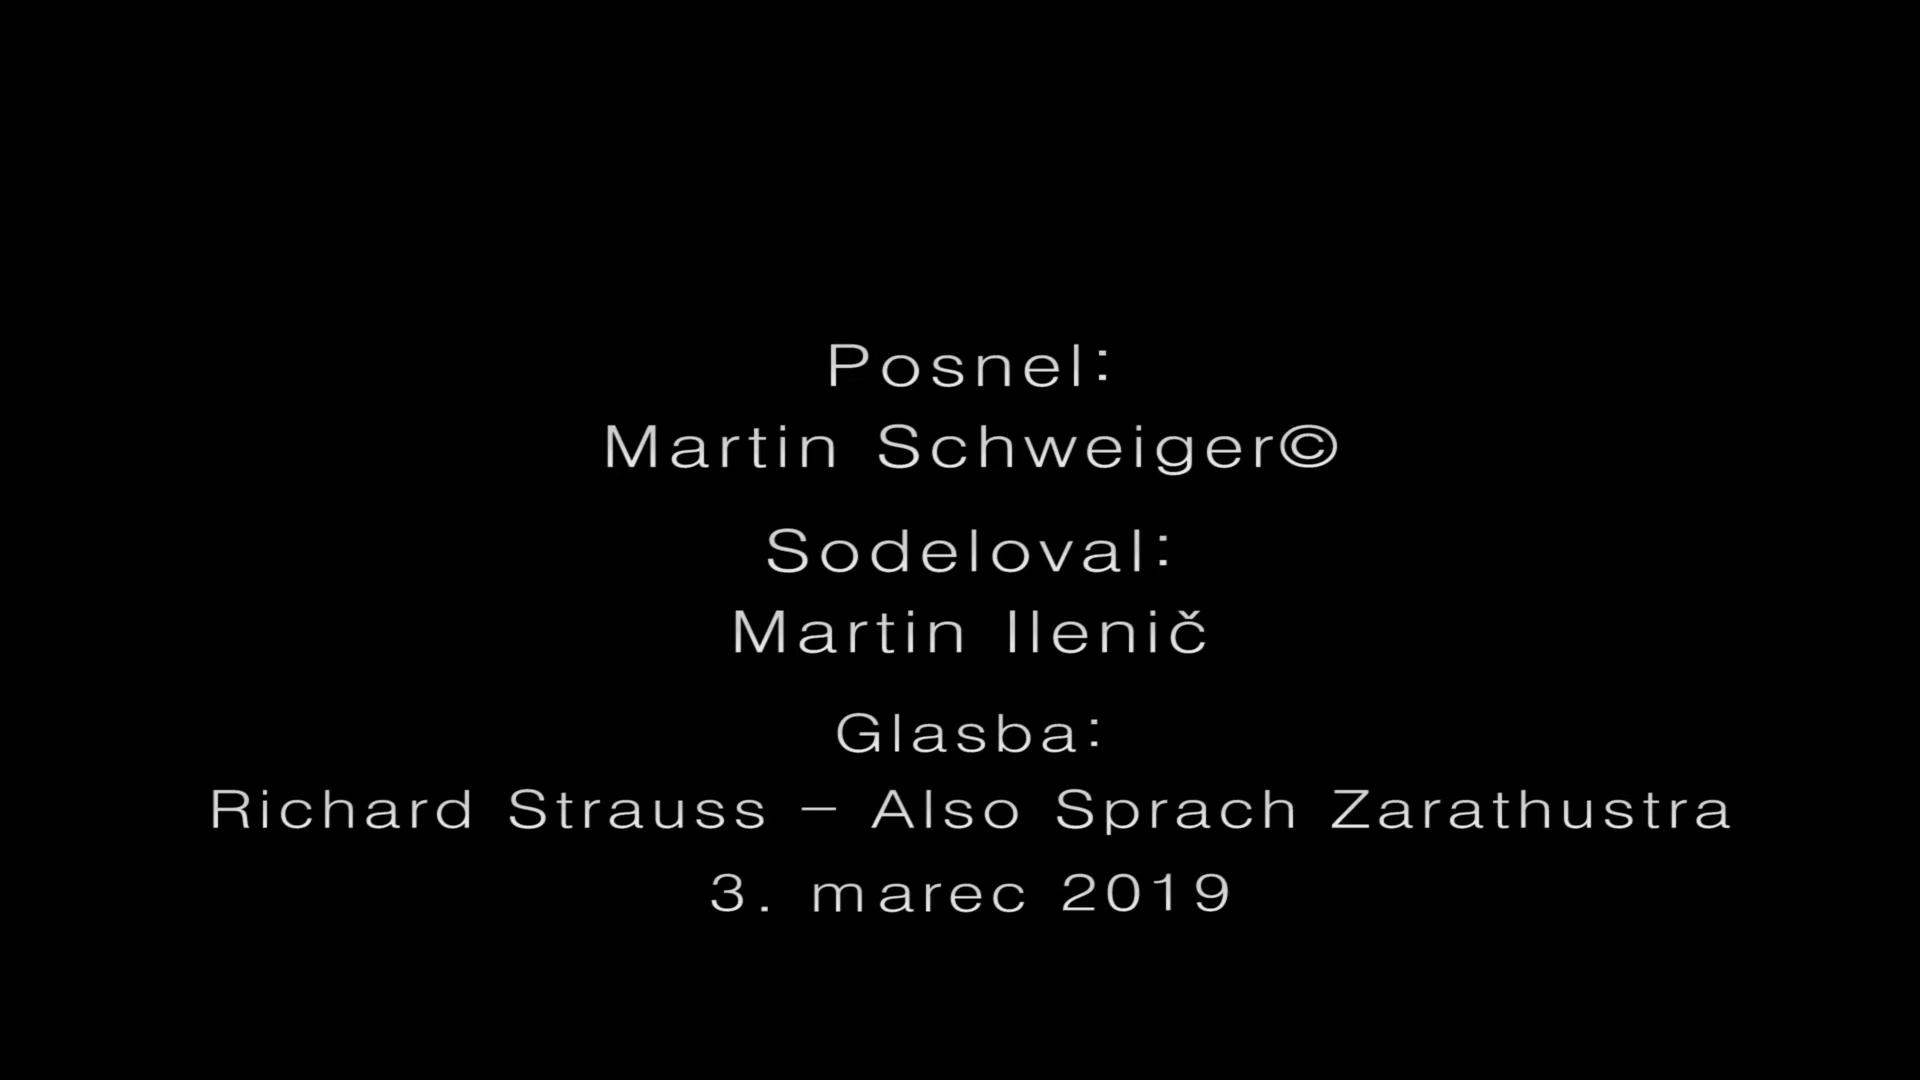 Posnel:
Martin Schweiger©
Sodeloval:
Martin Ilenič
Glasba:
Richard Strauss – Also Sprach Zarathustra
3. marec 2019